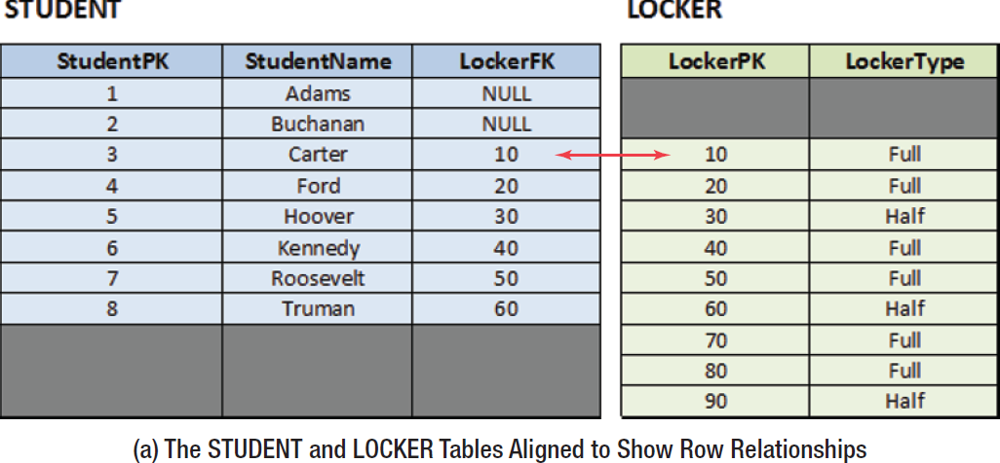 STUDENT
LOCKER
StudentPK StudentName LockerFK LockerPK LockerType
1 Adams NULL
2 Buchanan NULL
3 Carter 10 10 Full
4 Ford 20 20 Full
5 Hoover 30 30 Half
6 Kennedy 40 40 Full
7 Roosevelt 50 50 Full
8 Truman 60 60 Half
70 Full
80 Full
90 Half
(a) The STUDENT and LOCKER Tables Aligned to Show Row Relationships